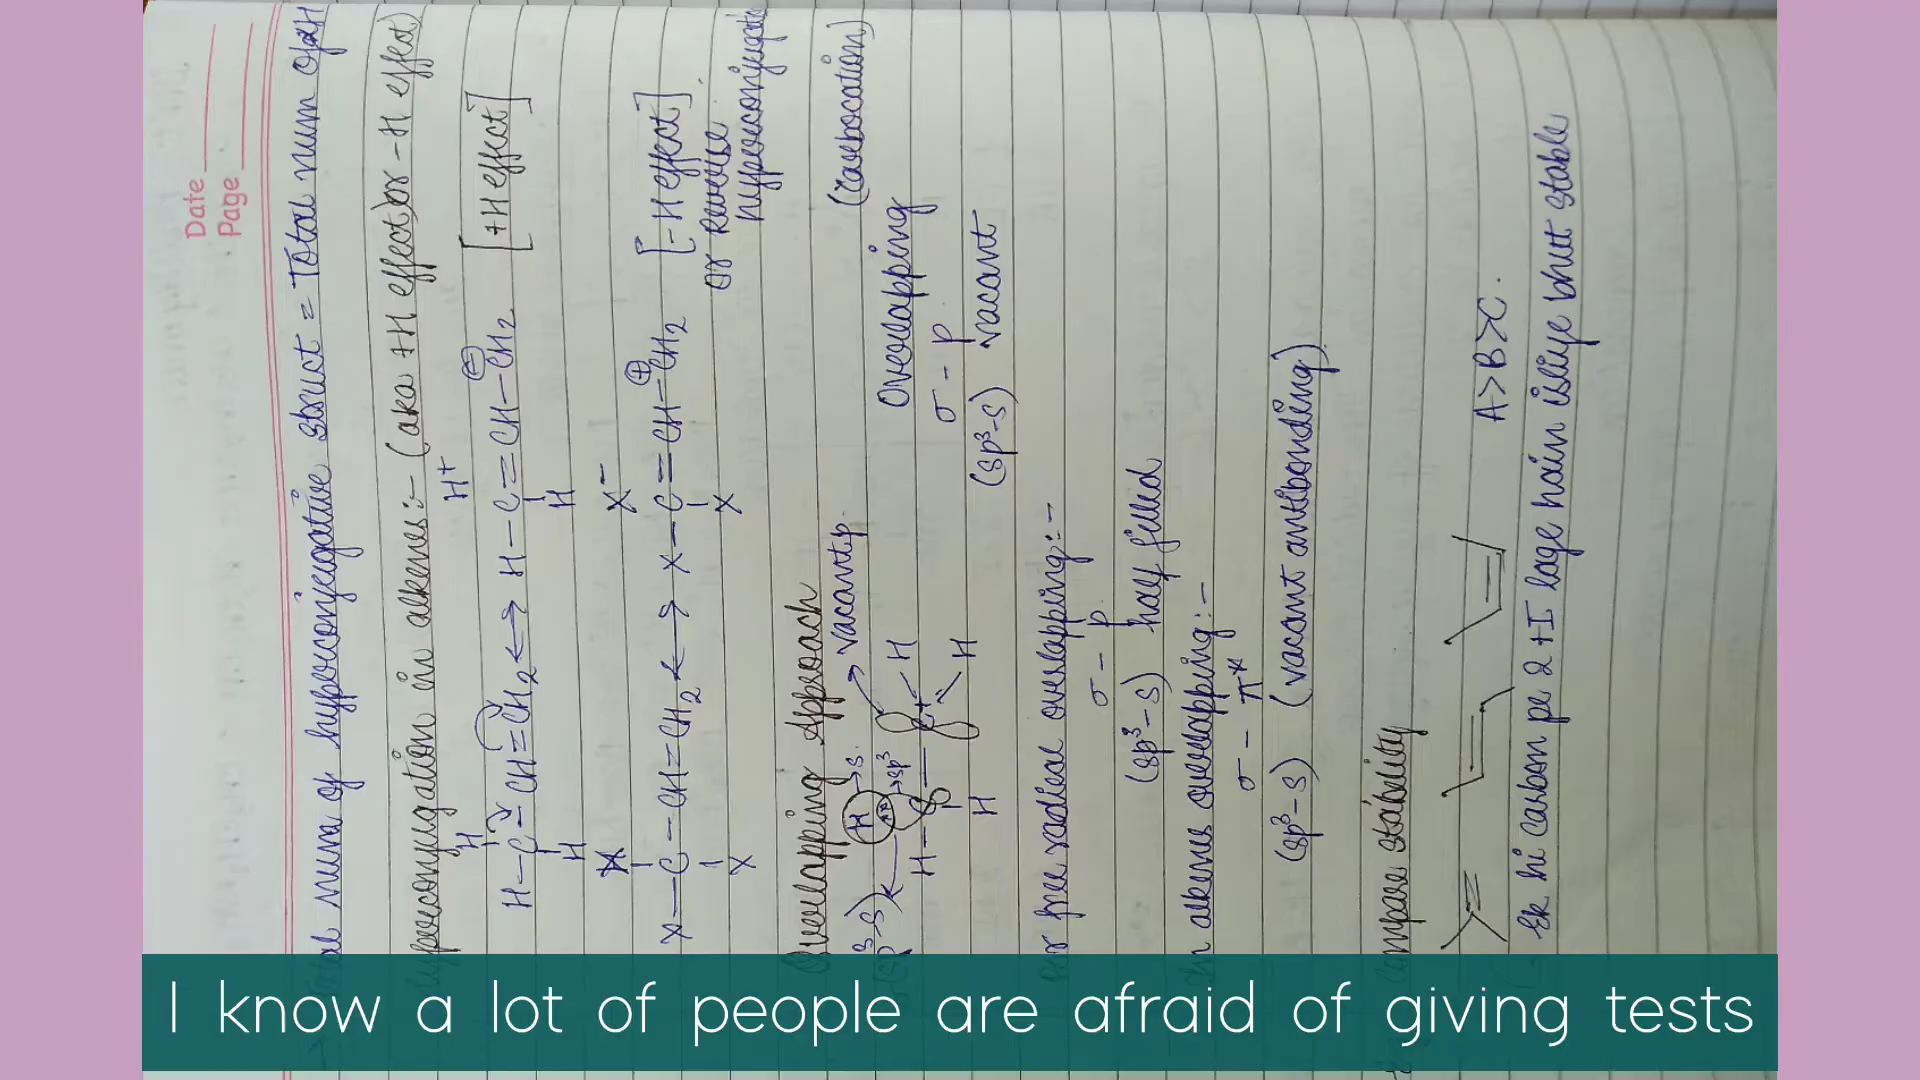 Date
Page
num of hyperconjugative struct = Total num of αH
hyperconjugation in alkenes:- (aka +H effect) or -H effect)
H H+
H-C-CH=CH2 ↔ H-C=CH-CH2 [+H effect]
H H ⊖
X X-
X-C-CH=CH2 ↔ X-C=CH-CH2 [-H effect]
X X ⊕
or reverse
hyperconjugation
Overlapping Approach
(carbocation)
vacant p.
(sp3-s) H → s
→ sp3
H-C-C+
H H H
Overlapping
σ - p
(sp3-s) vacant
free radical overlapping:-
σ - p
(sp3-s) half filled
alkenes overlapping:-
σ - π*
(sp3-s) (vacant antibonding)
compare stability
A>B>C.
Ek hi carbon pe 2 +I lage hain isliye bhut stable
I know a lot of people are afraid of giving tests